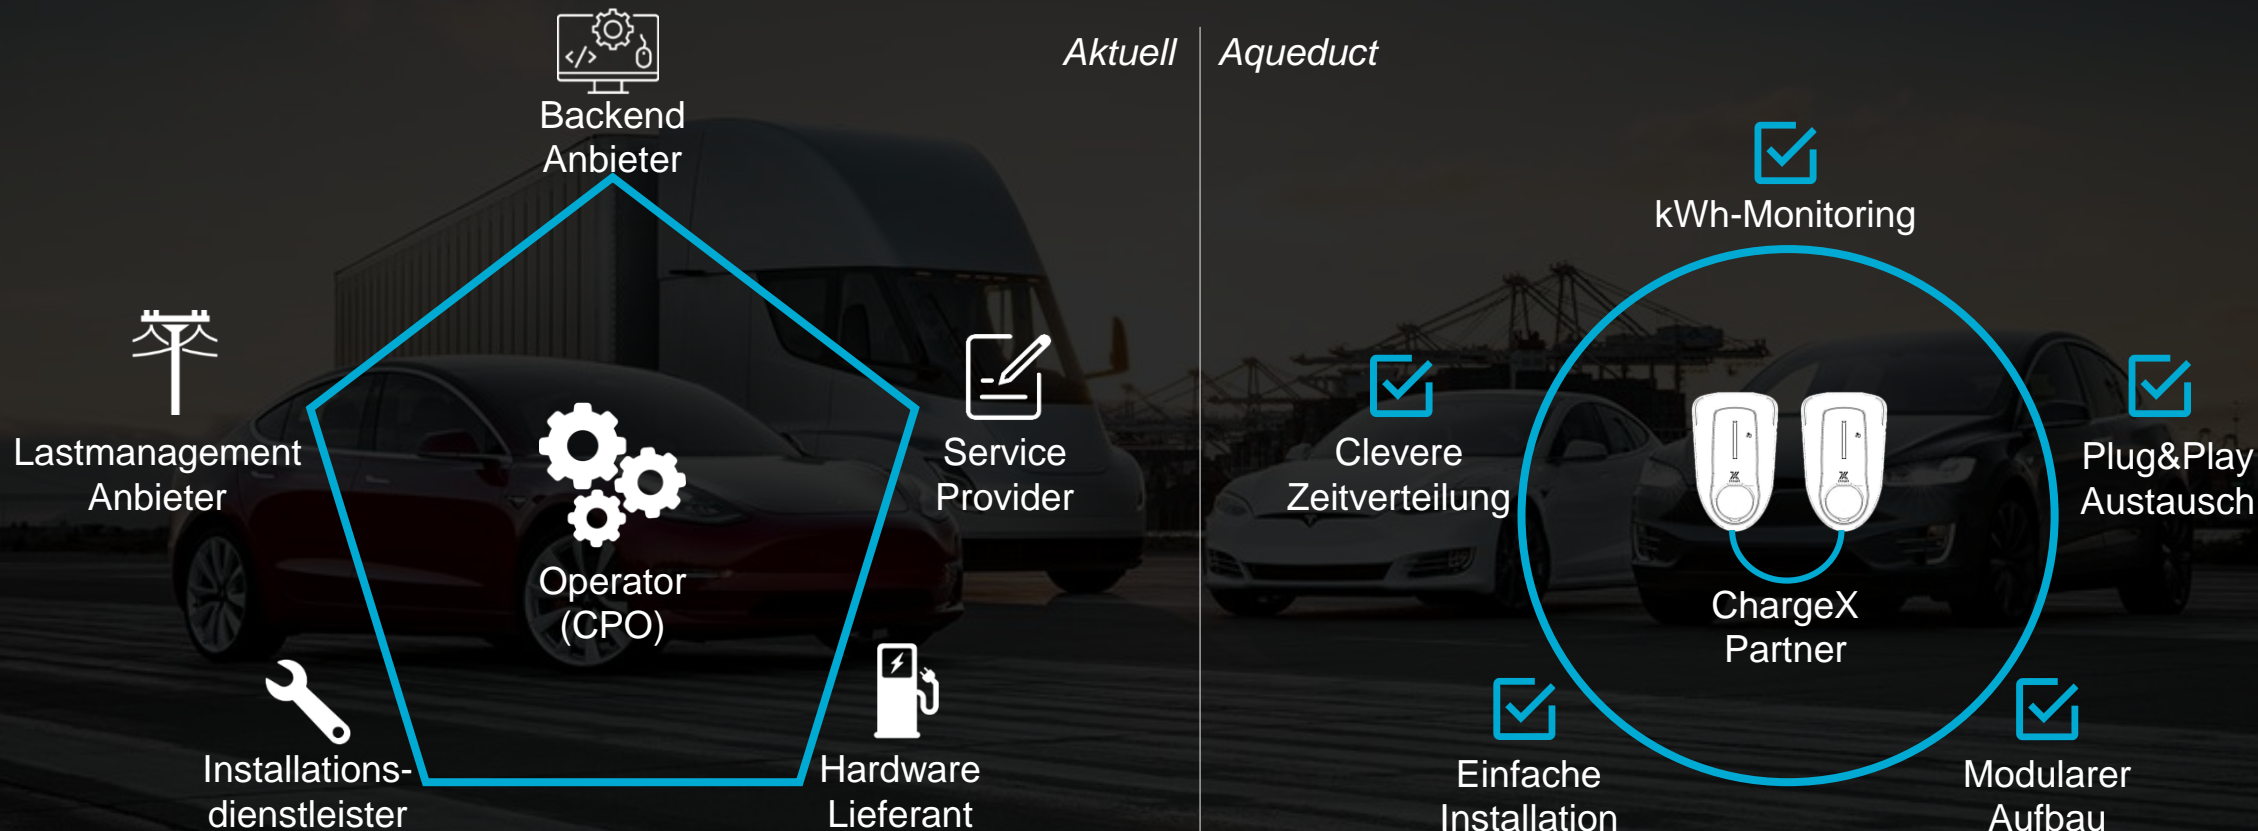 Aktuell
Aqueduct
Backend
Anbieter
Lastmanagement
Anbieter
Service
Provider
Operator
(CPO)
Installations-
dienstleister
Hardware
Lieferant
kWh-Monitoring
Clevere
Zeitverteilung
Plug&Play
Austausch
ChargeX
Partner
Einfache
Installation
Modularer
Aufbau